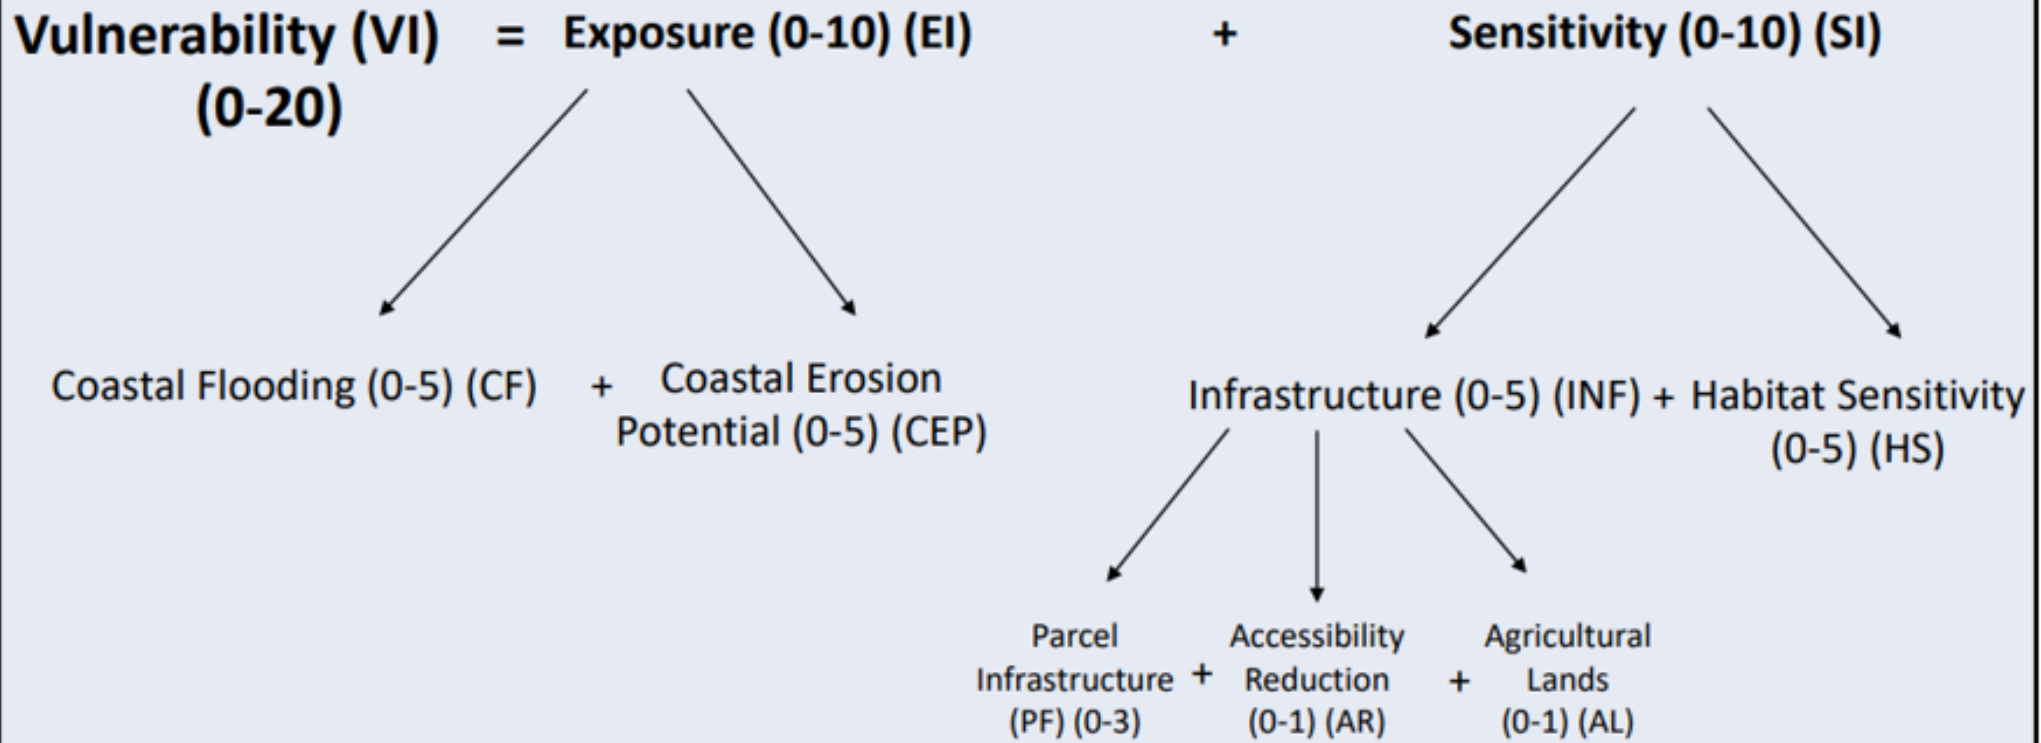 Vulnerability (VI) = Exposure (0-10) (EI) + Sensitivity (0-10) (SI)
(0-20)
Coastal Flooding (0-5) (CF) + Coastal Erosion
Potential (0-5) (CEP)
Infrastructure (0-5) (INF) + Habitat Sensitivity
(0-5) (HS)
Parcel
Infrastructure
(PF) (0-3)
+
Accessibility
Reduction
(0-1) (AR)
+
Agricultural
Lands
(0-1) (AL)